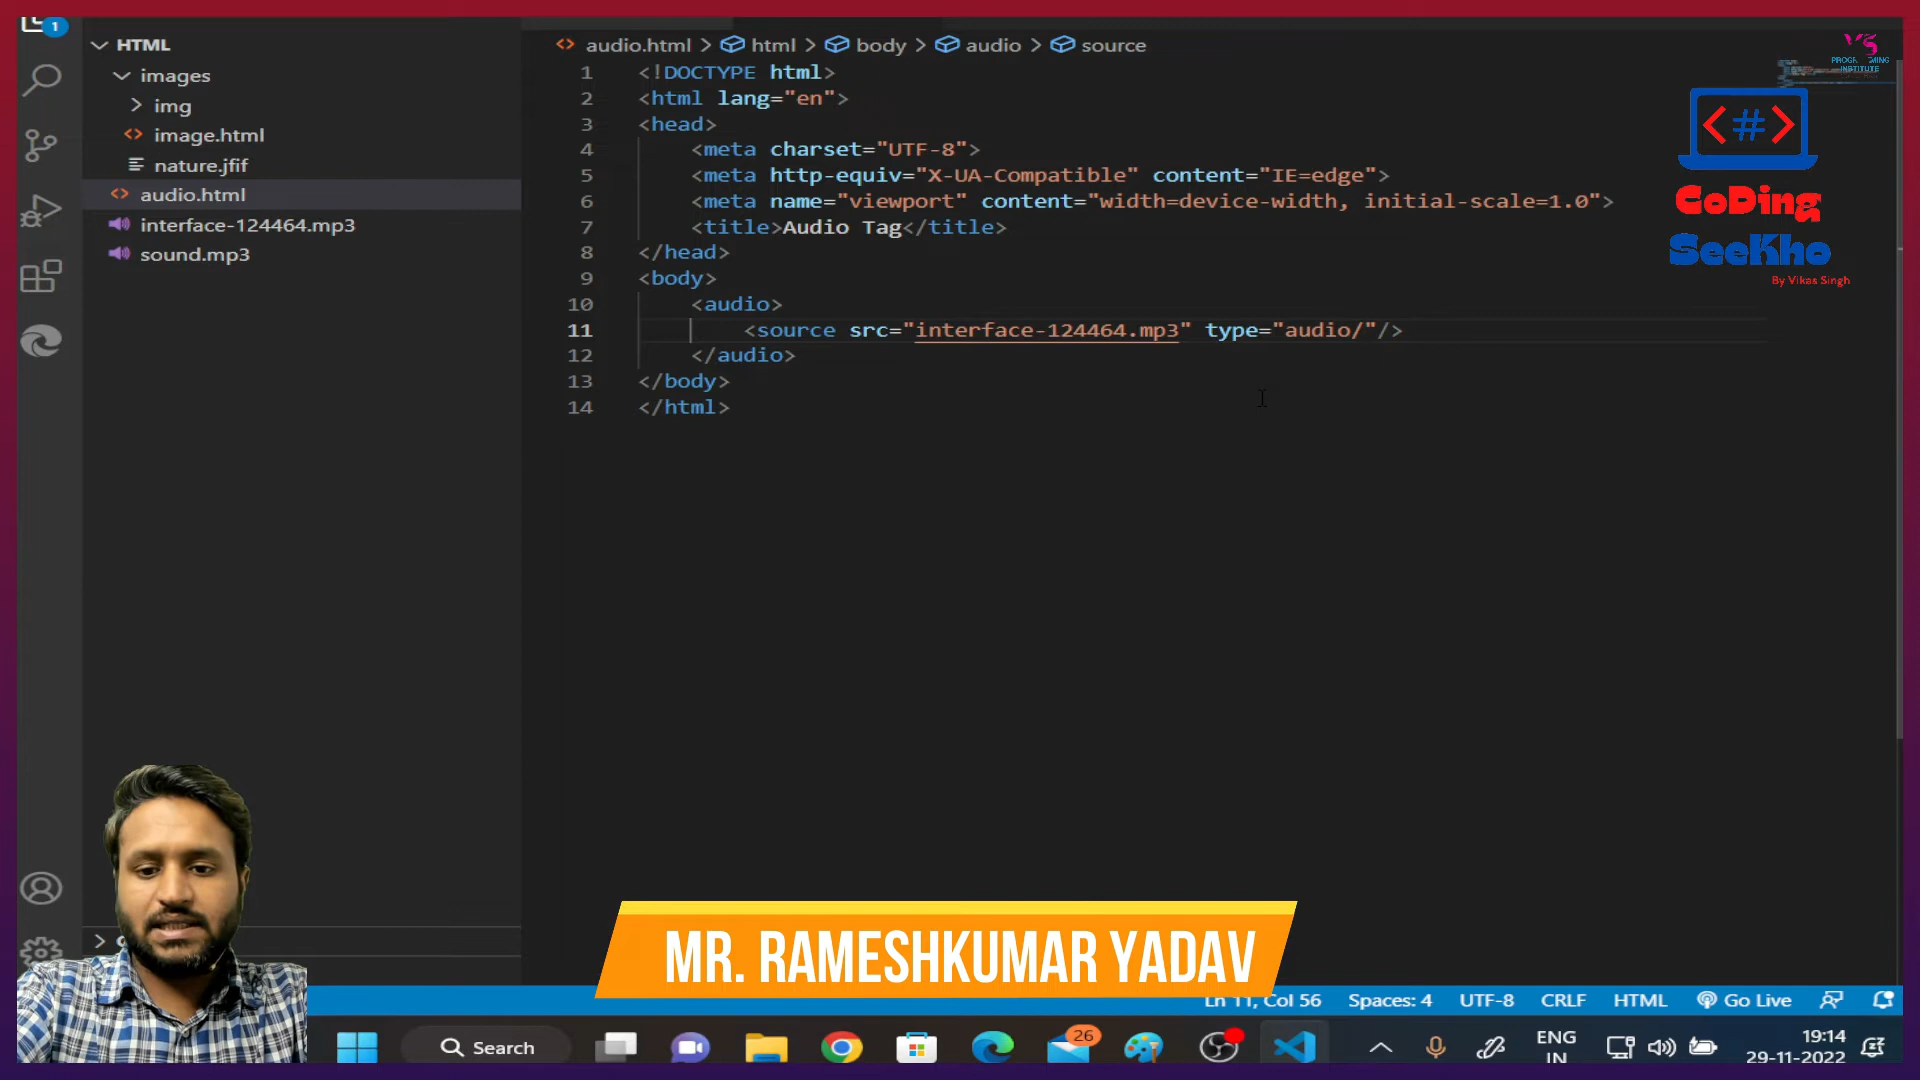 1
HTML
images
img
image.html
nature.jfif
audio.html
interface-124464.mp3
sound.mp3
audio.html > html > body > audio > source
1 <!DOCTYPE html>
2 <html lang="en">
3 <head>
4 <meta charset="UTF-8">
5 <meta http-equiv="X-UA-Compatible" content="IE=edge">
6 <meta name="viewport" content="width=device-width, initial-scale=1.0">
7 <title>Audio Tag</title>
8 </head>
9 <body>
10 <audio>
11 <source src="interface-124464.mp3" type="audio/"/>
12 </audio>
13 </body>
14 </html>
VS
INSTITUTE
<#>
CoDing
SeeKho
By Vikas Singh
MR. RAMESHKUMAR YADAV
Ln 11, Col 56 Spaces: 4 UTF-8 CRLF HTML Go Live
Search
26
ENG
IN
19:14
29-11-2022